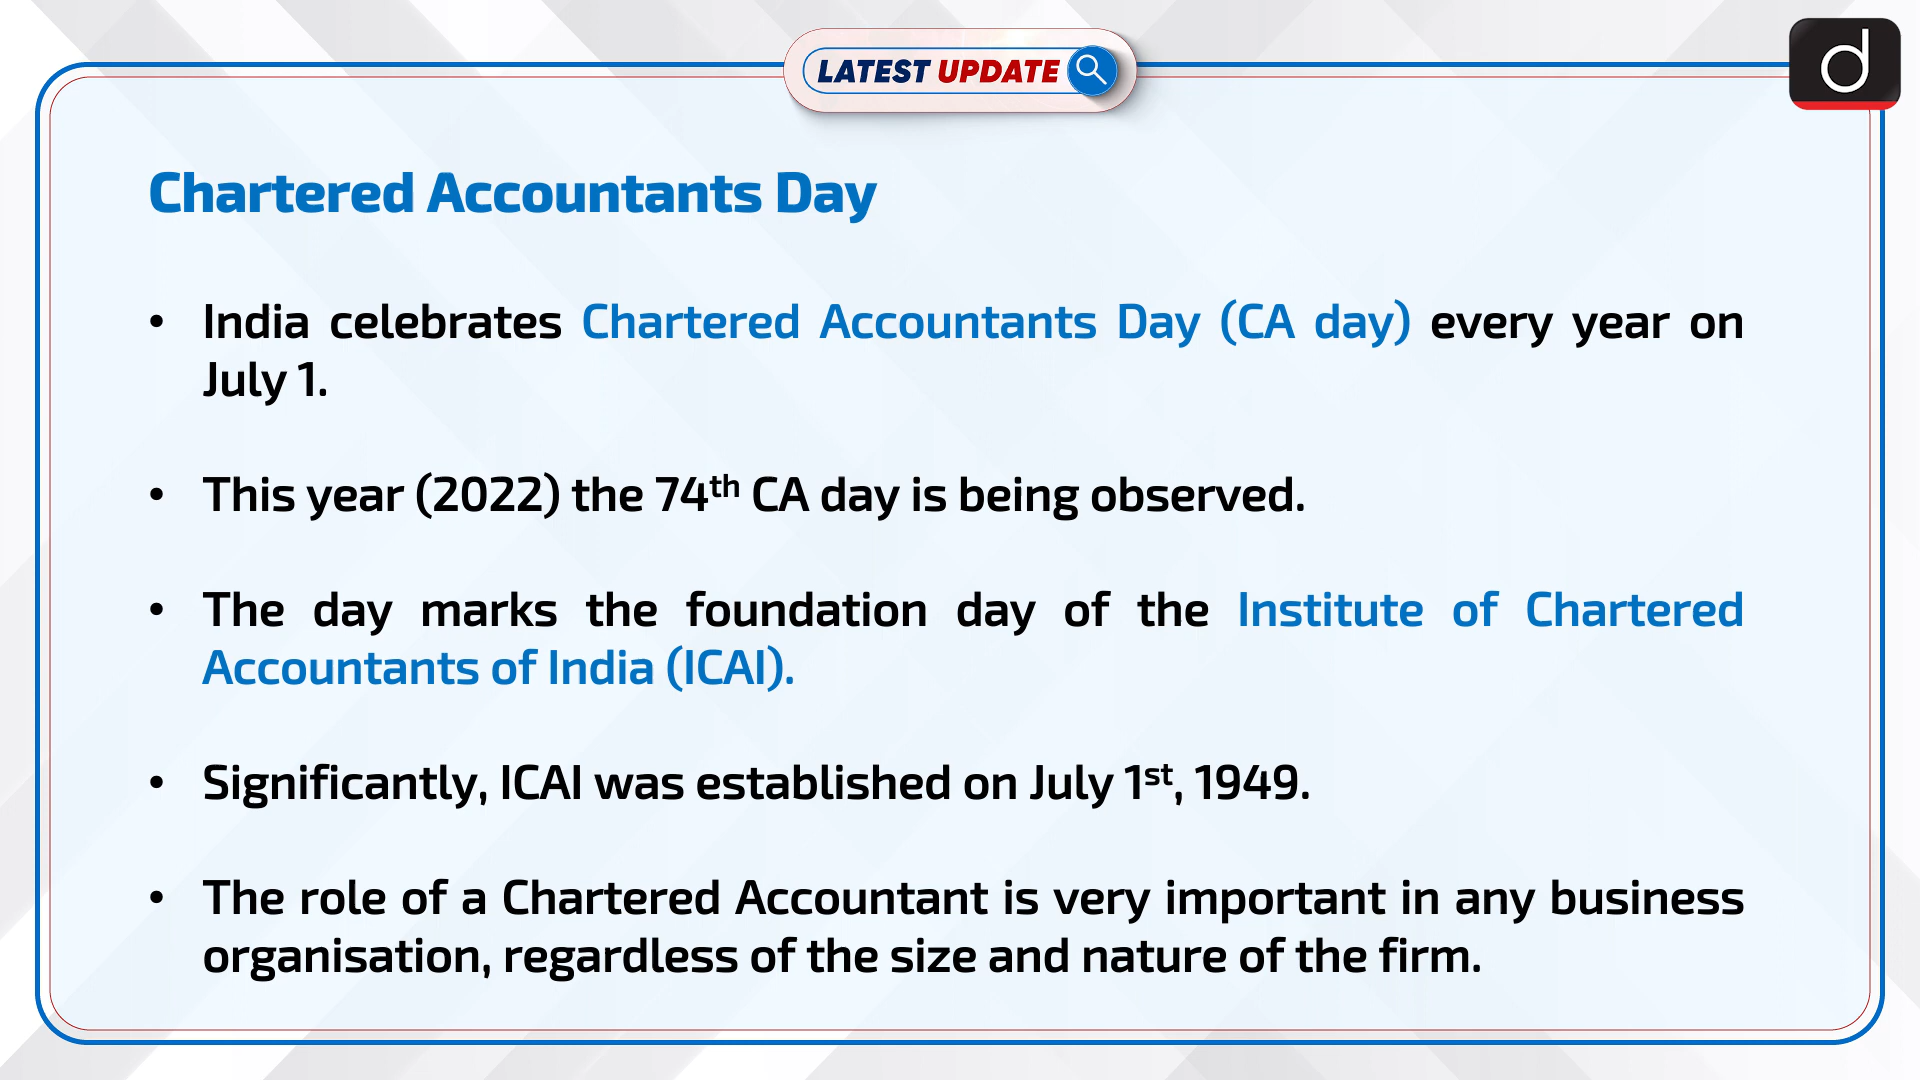 LATEST UPDATE
d
Chartered Accountants Day
• India celebrates Chartered Accountants Day (CA day) every year on
July 1.
• This year (2022) the 74th CA day is being observed.
• The day marks the foundation day of the Institute of Chartered
Accountants of India (ICAI).
• Significantly, ICAI was established on July 1st, 1949.
• The role of a Chartered Accountant is very important in any business
organisation, regardless of the size and nature of the firm.